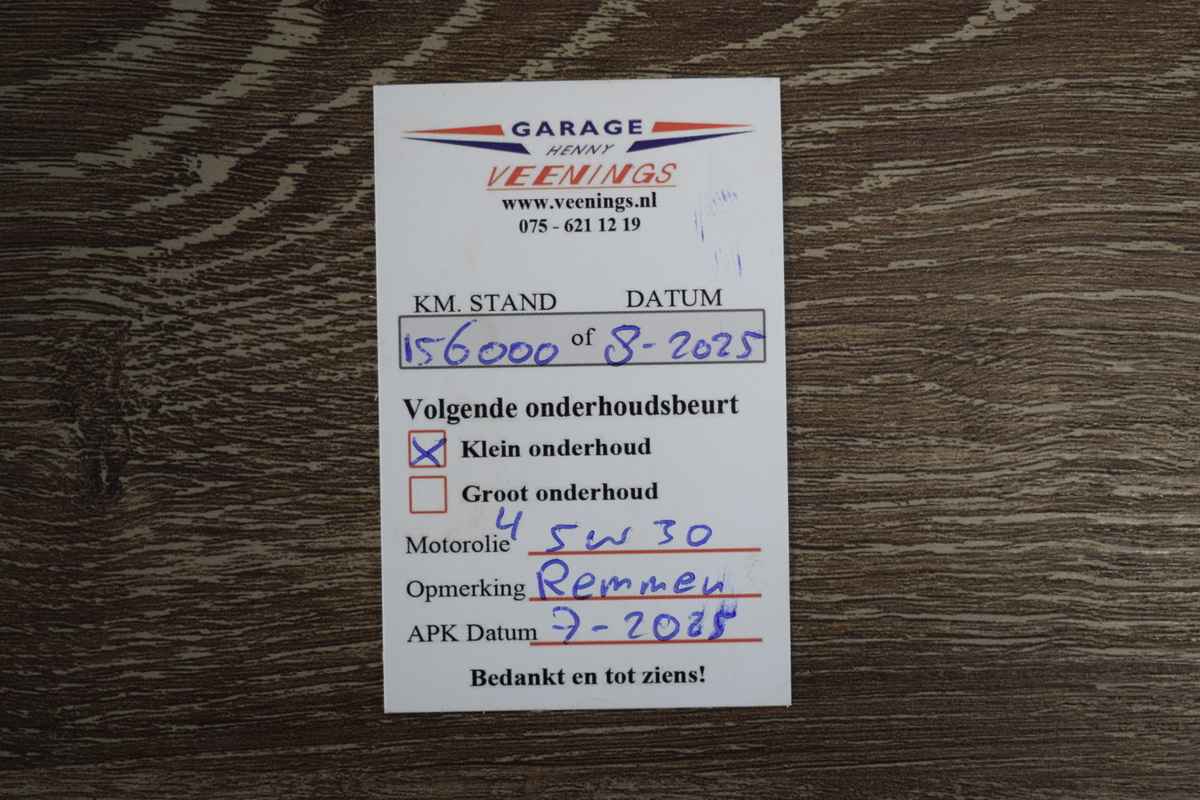 GARAGE
HENNY
VEENINGS
www.veenings.nl
075 - 621 12 19
KM. STAND DATUM
156000 of 8-2025
Volgende onderhoudsbeurt
X Klein onderhoud
Groot onderhoud
Motorolie 4 5w30
Opmerking Remmen
APK Datum 7-2025
Bedankt en tot ziens!